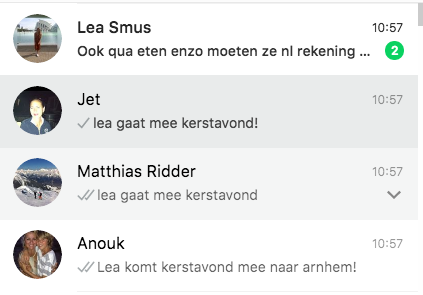 Lea Smus 10:57
Ook qua eten enzo moeten ze nl rekening ... 2
Jet 10:57
lea gaat mee kerstavond!
Matthias Ridder 10:57
lea gaat mee kerstavond
Anouk 10:57
Lea komt kerstavond mee naar arnhem!